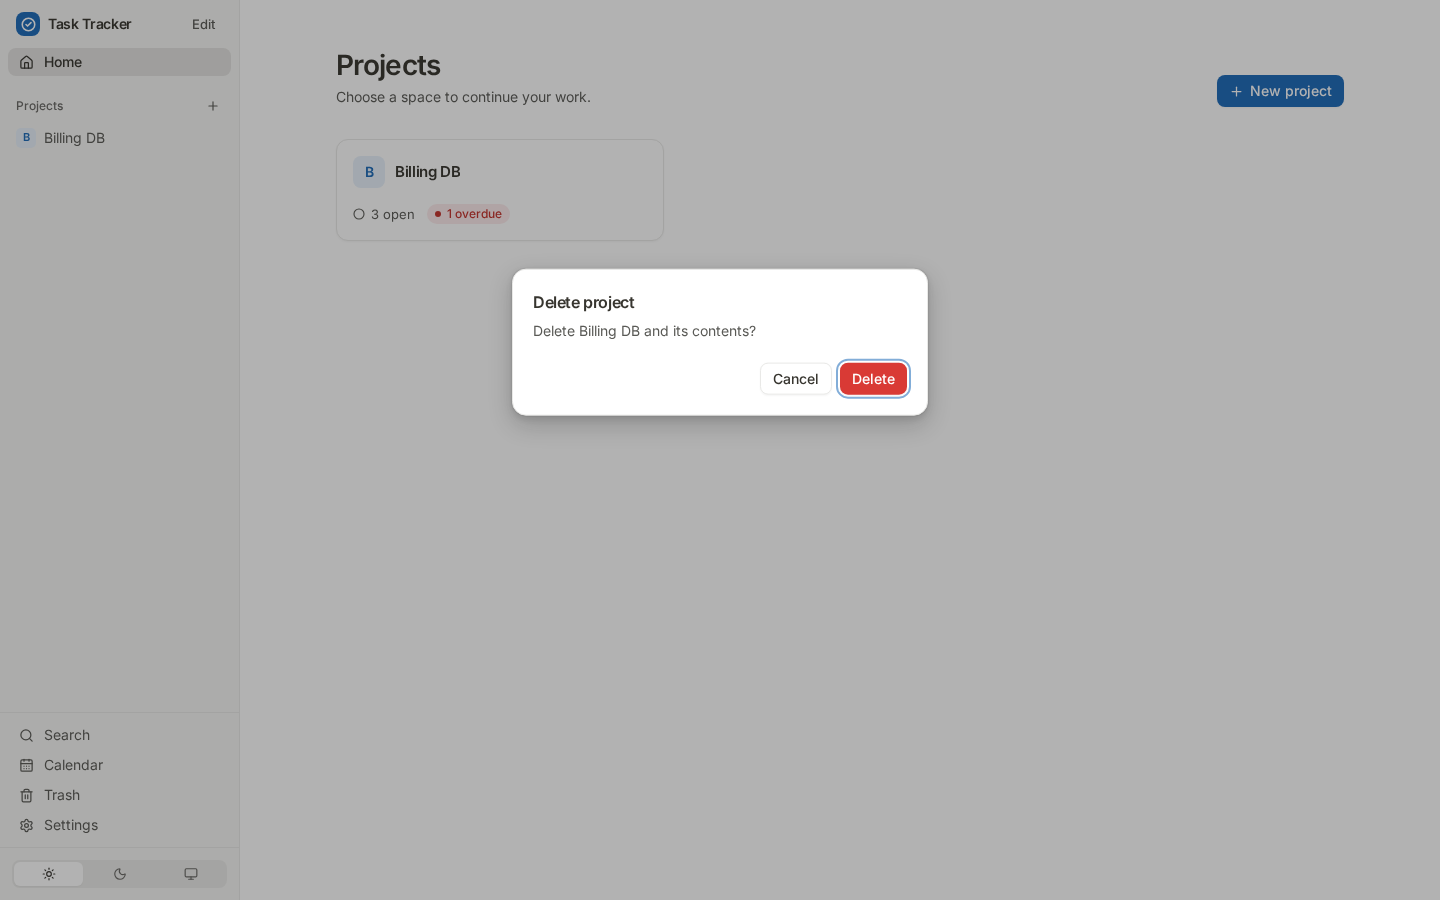 Task Tracker
Edit
Home
Projects
B Billing DB
Search
Calendar
Trash
Settings
Projects
Choose a space to continue your work.
New project
B Billing DB
3 open 1 overdue
Delete project
Delete Billing DB and its contents?
Cancel Delete